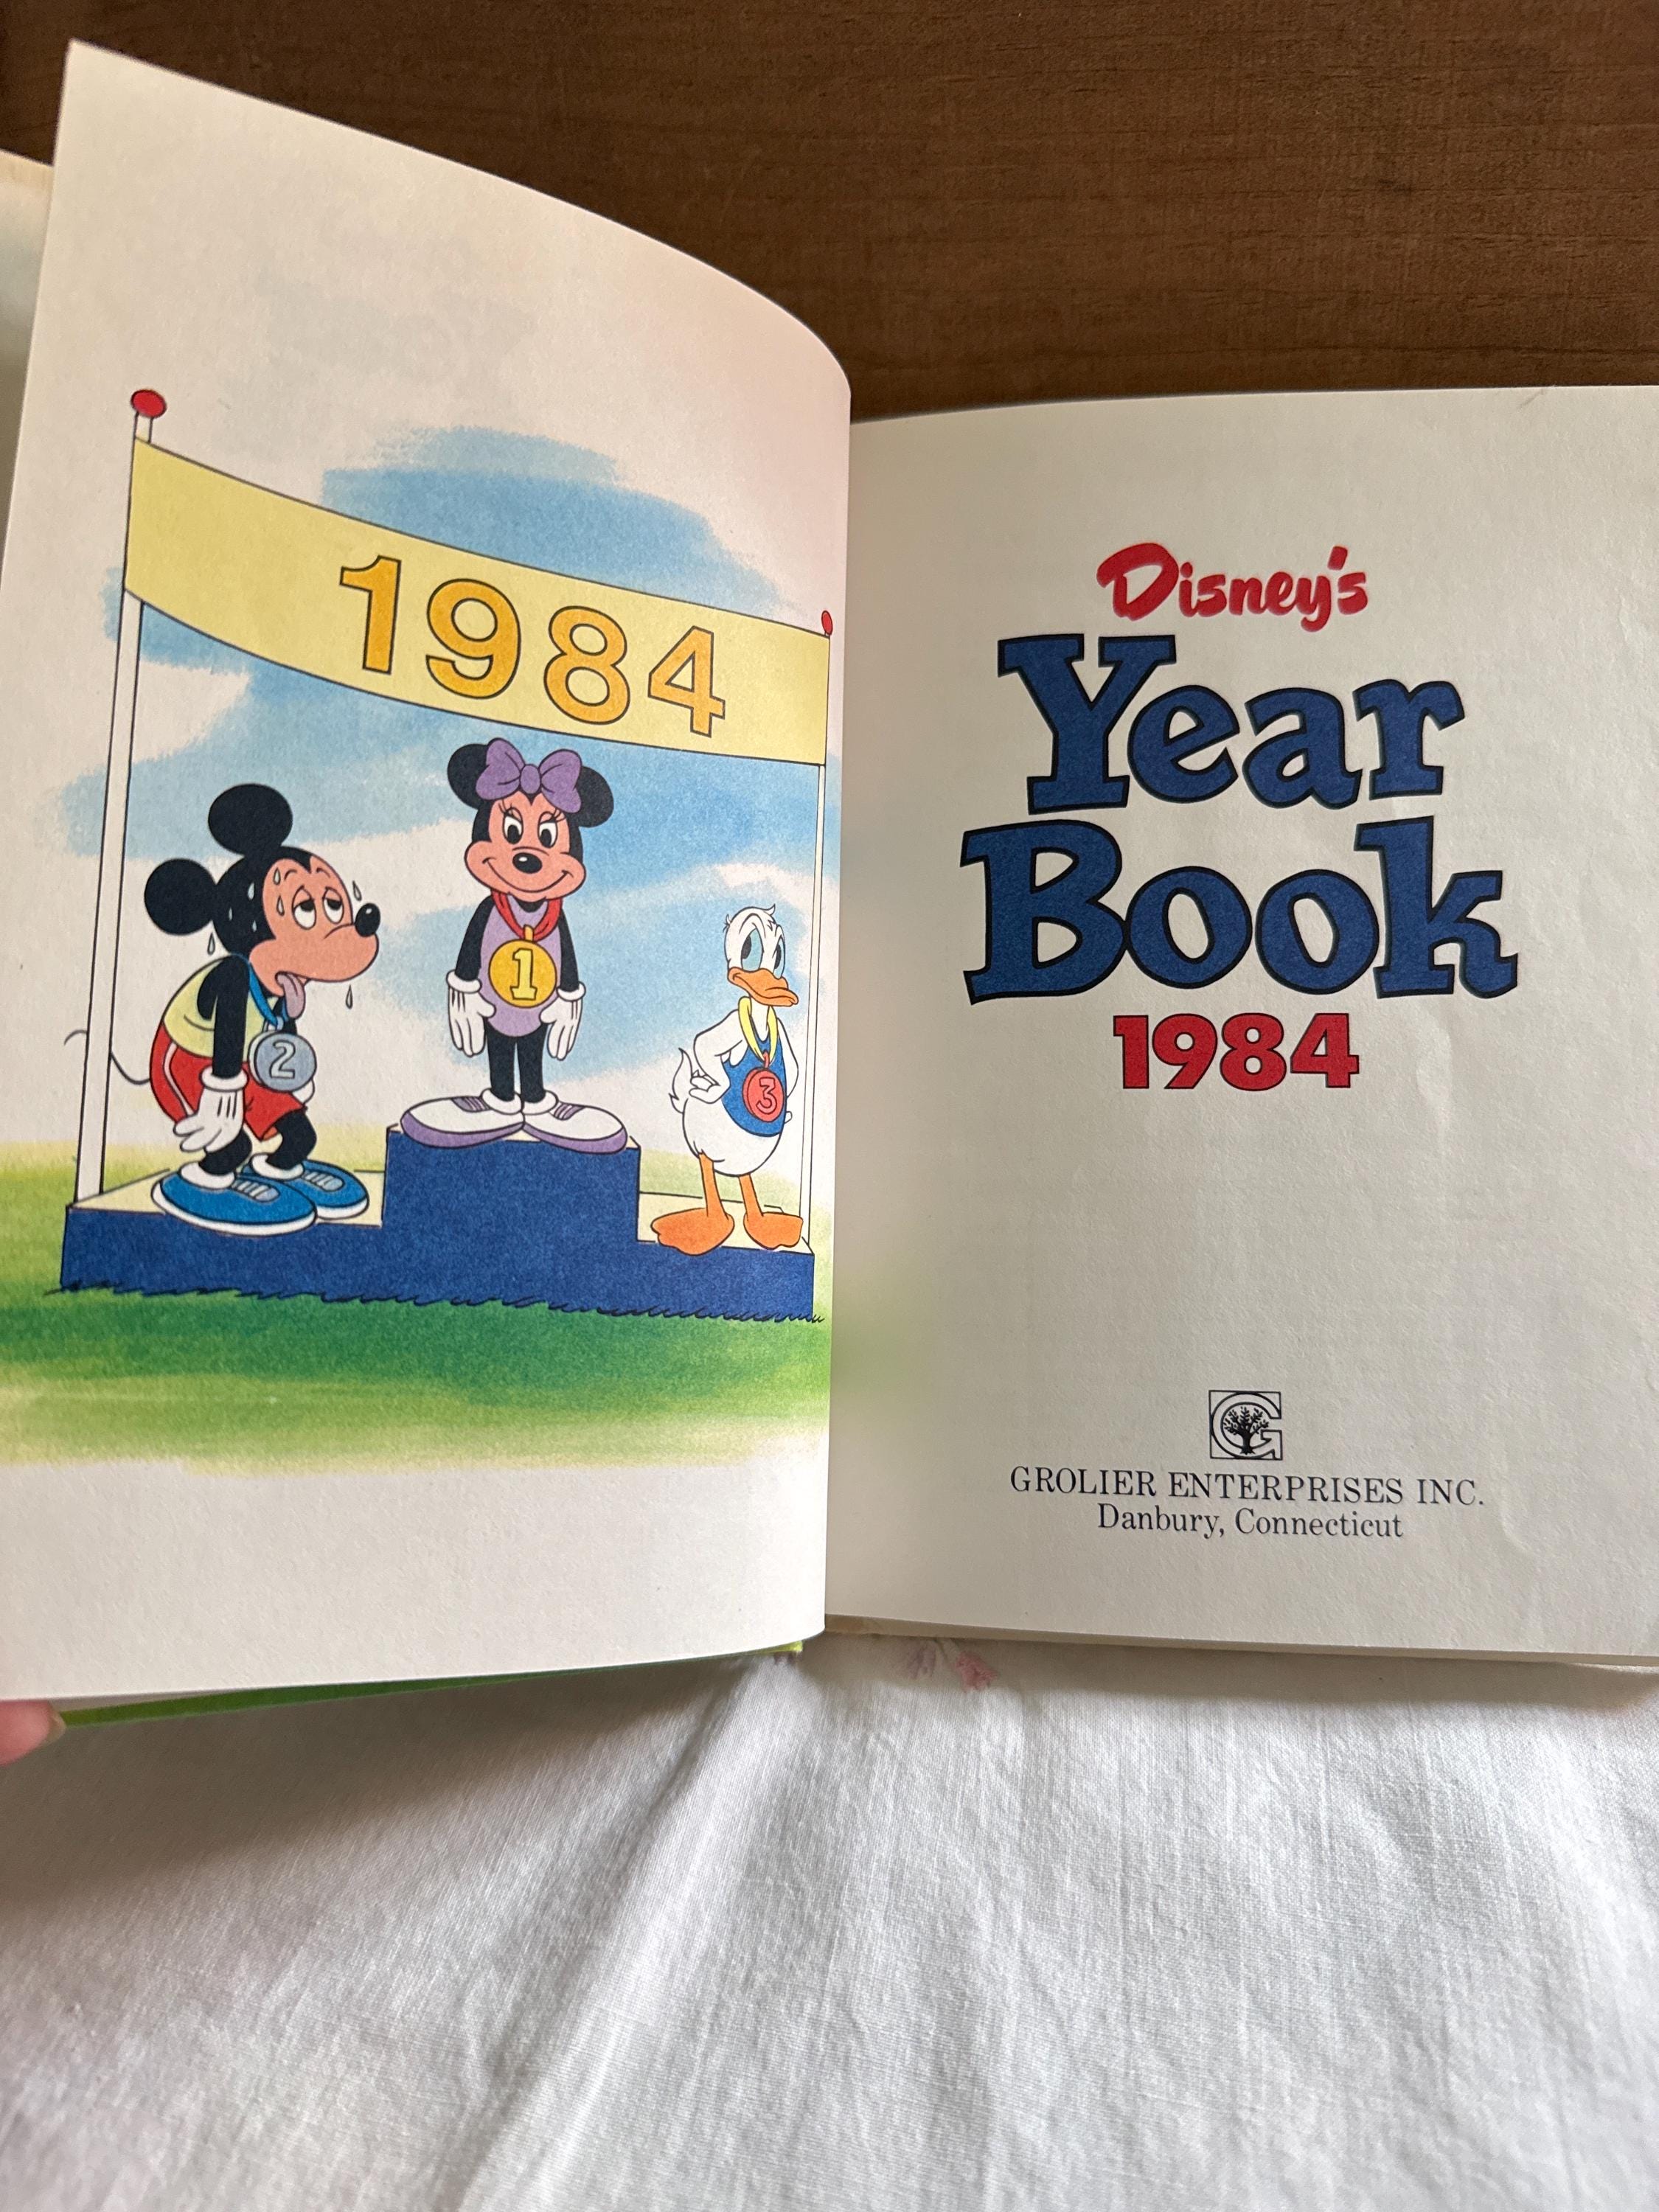 1984
1
2
3
Disney's
Year
Book
1984
G
GROLIER ENTERPRISES INC.
Danbury, Connecticut